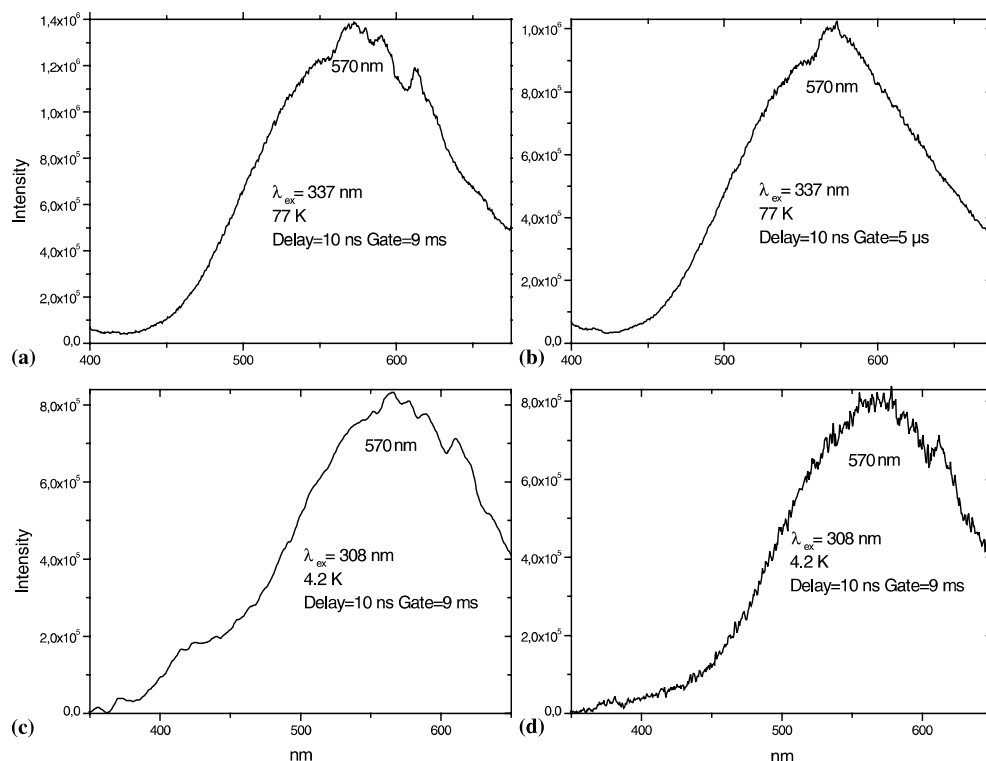 1,4x10⁶
1,2x10⁶
1,4x10⁶
8,0x10⁵
6,0x10⁵
4,0x10⁵
2,0x10⁵
0,0
Intensity
570 nm
λex= 337 nm
77 K
Delay=10 ns Gate=9 ms
400
500
600
(a)
1,0x10⁶
8,0x10⁵
6,0x10⁵
4,0x10⁵
2,0x10⁵
0,0
570 nm
λex= 337 nm
77 K
Delay=10 ns Gate=5 µs
400
500
600
(b)
8,0x10⁵
6,0x10⁵
4,0x10⁵
2,0x10⁵
0,0
Intensity
570 nm
λex= 308 nm
4.2 K
Delay=10 ns Gate=9 ms
400
500
600
nm
(c)
8,0x10⁵
6,0x10⁵
4,0x10⁵
2,0x10⁵
0,0
570 nm
λex= 308 nm
4.2 K
Delay=10 ns Gate=9 ms
400
500
600
nm
(d)